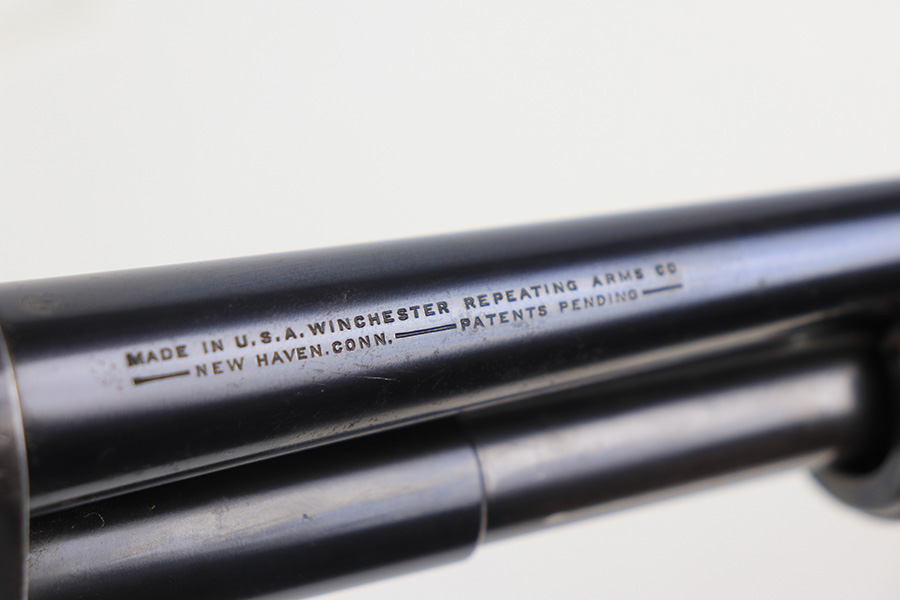 MADE IN U.S.A. WINCHESTER REPEATING ARMS CO
NEW HAVEN. CONN. PATENTS PENDING